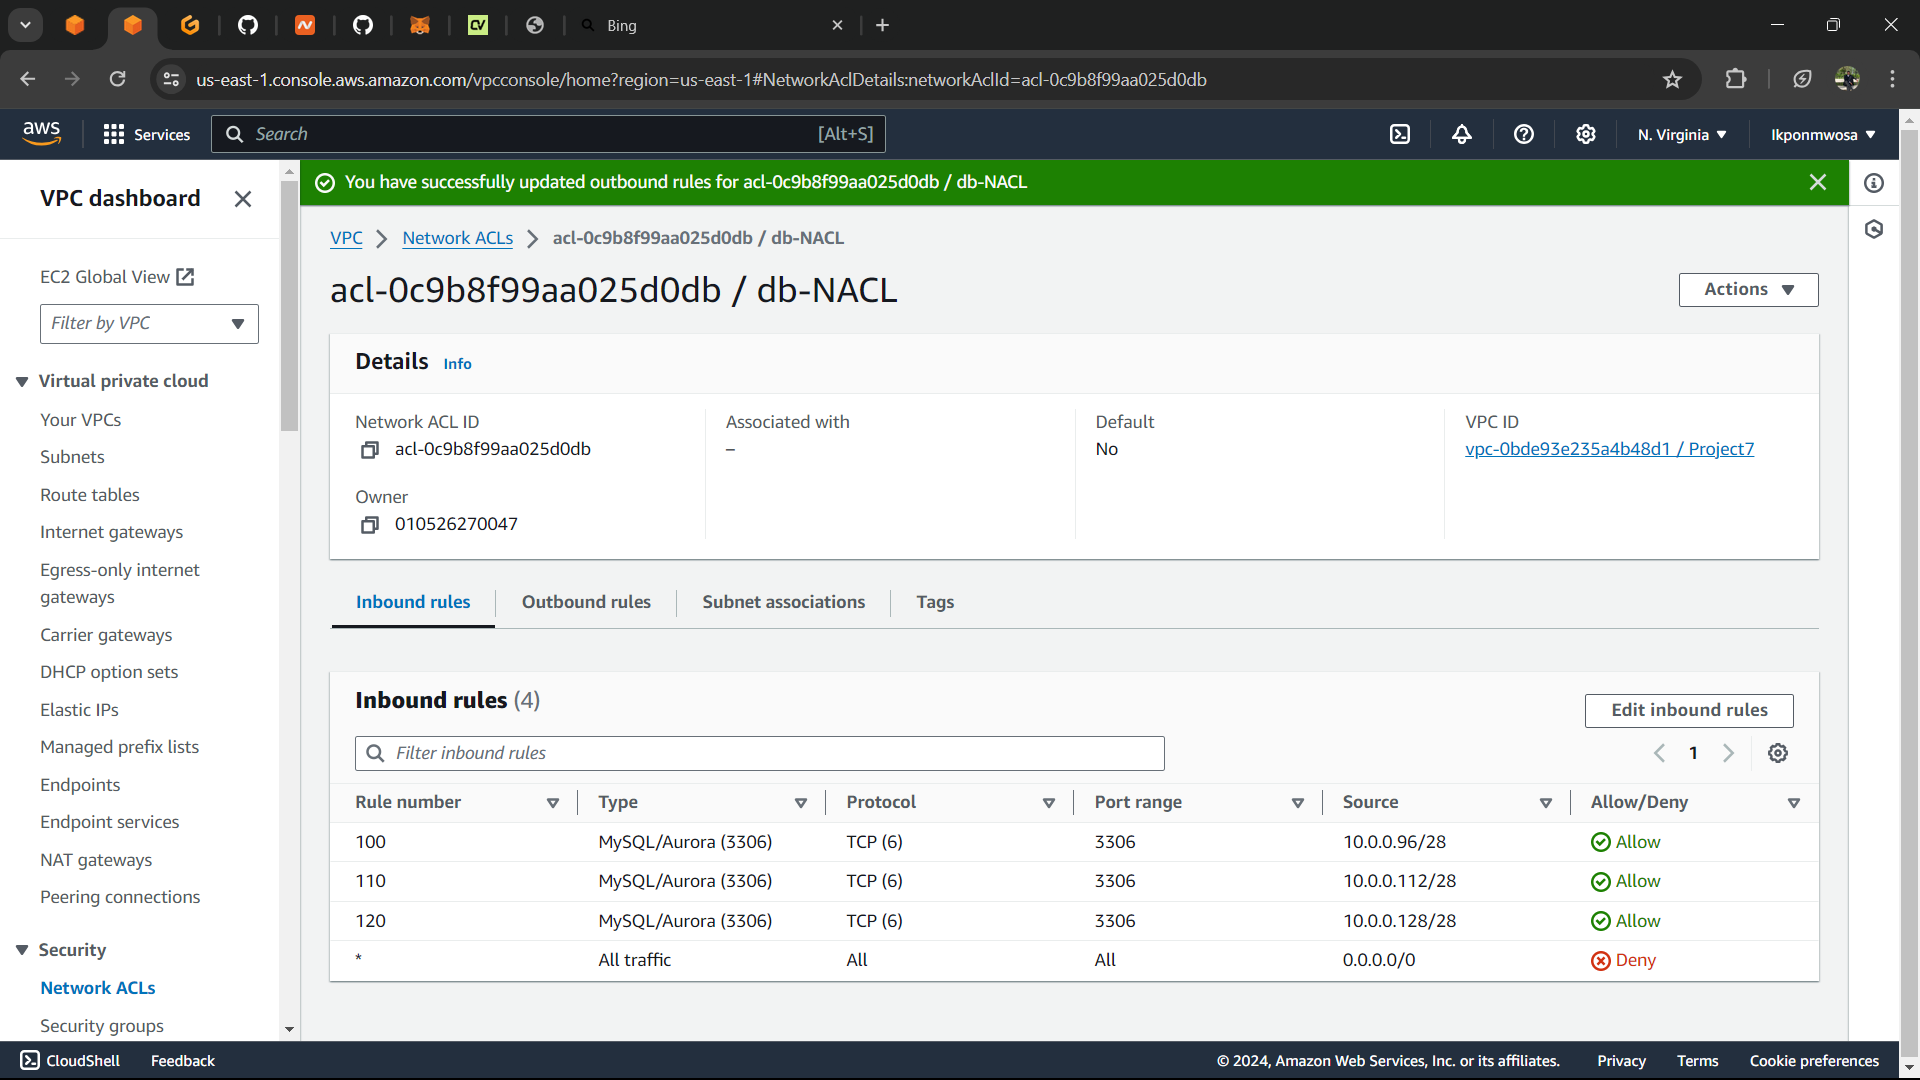 Bing
us-east-1.console.aws.amazon.com/vpcconsole/home?region=us-east-1#NetworkAclDetails:networkAclId=acl-0c9b8f99aa025d0db
aws
Services
Search
[Alt+S]
N. Virginia
Ikponmwosa
VPC dashboard
EC2 Global View
Filter by VPC
Virtual private cloud
Your VPCs
Subnets
Route tables
Internet gateways
Egress-only internet
gateways
Carrier gateways
DHCP option sets
Elastic IPs
Managed prefix lists
Endpoints
Endpoint services
NAT gateways
Peering connections
Security
Network ACLs
Security groups
You have successfully updated outbound rules for acl-0c9b8f99aa025d0db / db-NACL
VPC > Network ACLs > acl-0c9b8f99aa025d0db / db-NACL
acl-0c9b8f99aa025d0db / db-NACL
Actions
Details Info
Network ACL ID
acl-0c9b8f99aa025d0db
Associated with
–
Default
No
VPC ID
vpc-0bde93e235a4b48d1 / Project7
Owner
010526270047
Inbound rules
Outbound rules
Subnet associations
Tags
Inbound rules (4)
Edit inbound rules
Filter inbound rules
1
Rule number Type Protocol Port range Source Allow/Deny
100 MySQL/Aurora (3306) TCP (6) 3306 10.0.0.96/28 Allow
110 MySQL/Aurora (3306) TCP (6) 3306 10.0.0.112/28 Allow
120 MySQL/Aurora (3306) TCP (6) 3306 10.0.0.128/28 Allow
* All traffic All All 0.0.0.0/0 Deny
CloudShell
Feedback
© 2024, Amazon Web Services, Inc. or its affiliates.
Privacy
Terms
Cookie preferences